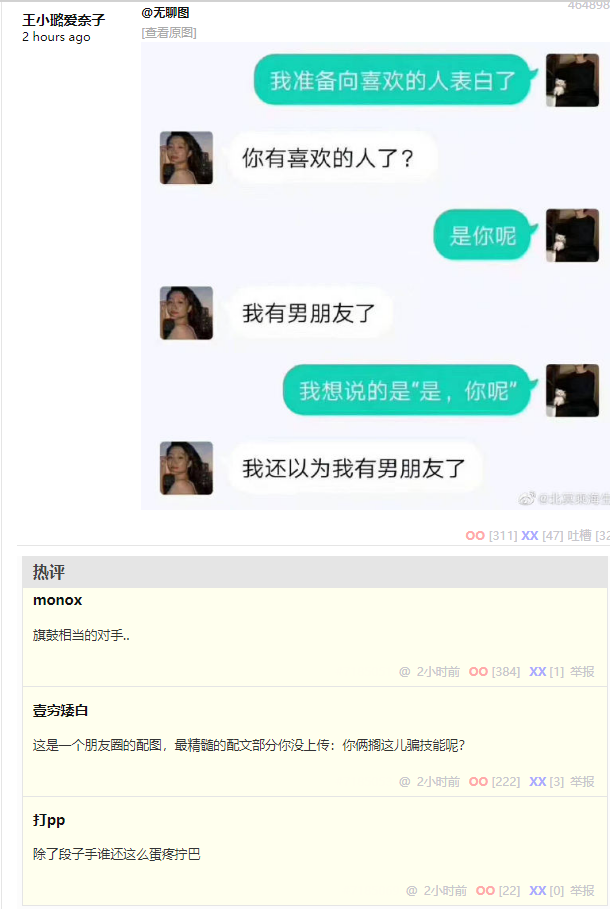 464898
王小璐爱奈子
2 hours ago
@无聊图
[查看原图]
我准备向喜欢的人表白了
你有喜欢的人了？
是你呢
我有男朋友了
我想说的是“是，你呢”
我还以为我有男朋友了
OO [311] XX [47] 吐槽 [32
热评
monox
旗鼓相当的对手..
@ 2小时前 OO [384] XX [1] 举报
壹穷矮白
这是一个朋友圈的配图，最精髓的配文部分你没上传：你俩搁这儿骗技能呢？
@ 2小时前 OO [222] XX [3] 举报
打pp
除了段子手谁还这么蛋疼拧巴
@ 2小时前 OO [22] XX [0] 举报